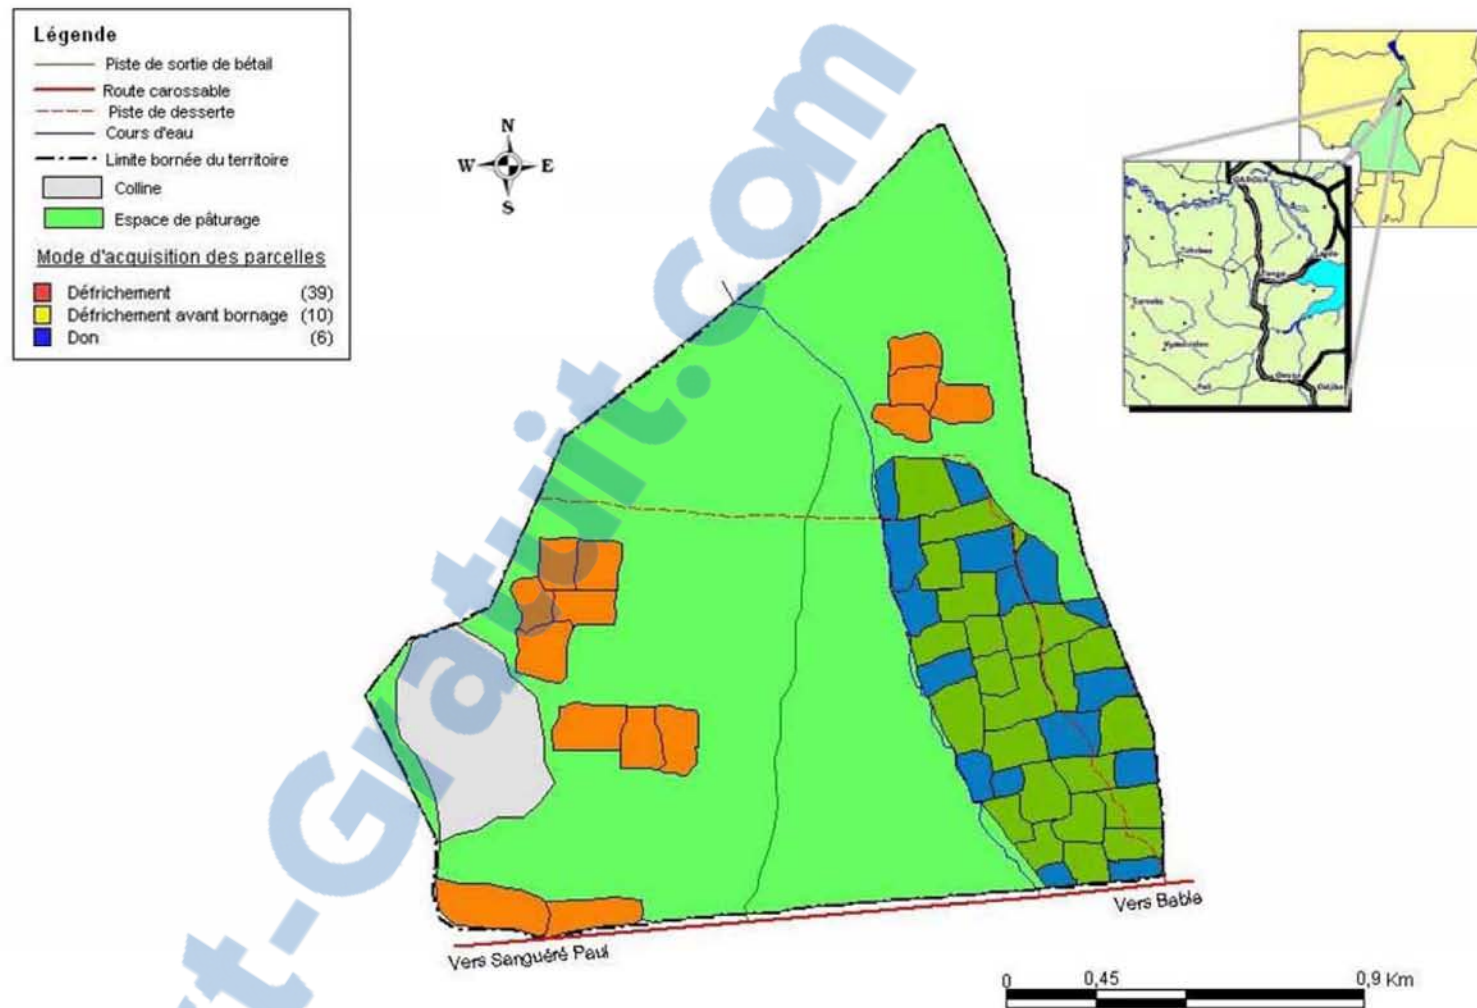 Légende
Piste de sortie de bétail
Route carossable
Piste de desserte
Cours d'eau
Limite bornée du territoire
Colline
Espace de pâturage
Mode d'acquisition des parcelles
Défrichement (39)
Défrichement avant bornage (10)
Don (6)
N
W E
S
Vers Bable
Vers Sanguéré Paul
0 0,45 0,9 Km
t-Gratuit.com